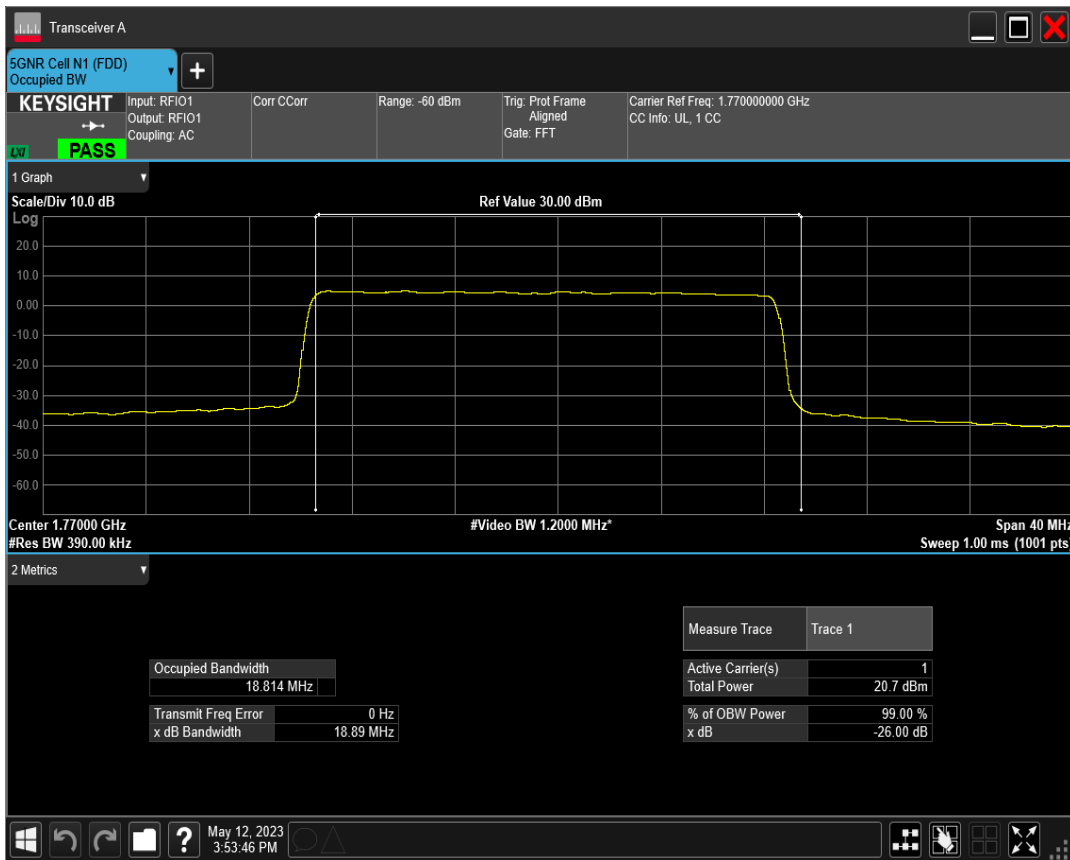 Transceiver A
5GNR Cell N1 (FDD)
Occupied BW
+
KEYSIGHT
LXI
PASS
Input: RFIO1
Output: RFIO1
Coupling: AC
Corr CCorr
Range: -60 dBm
Trig: Prot Frame
Aligned
Gate: FFT
Carrier Ref Freq: 1.770000000 GHz
CC Info: UL, 1 CC
1 Graph
Scale/Div 10.0 dB
Ref Value 30.00 dBm
Log
20.0
10.0
0.00
-10.0
-20.0
-30.0
-40.0
-50.0
-60.0
Center 1.77000 GHz
#Video BW 1.2000 MHz*
Span 40 MHz
#Res BW 390.00 kHz
Sweep 1.00 ms (1001 pts)
2 Metrics
Measure Trace Trace 1
Occupied Bandwidth
18.814 MHz
Active Carrier(s) 1
Total Power 20.7 dBm
Transmit Freq Error 0 Hz
x dB Bandwidth 18.89 MHz
% of OBW Power 99.00 %
x dB -26.00 dB
?
May 12, 2023
3:53:46 PM